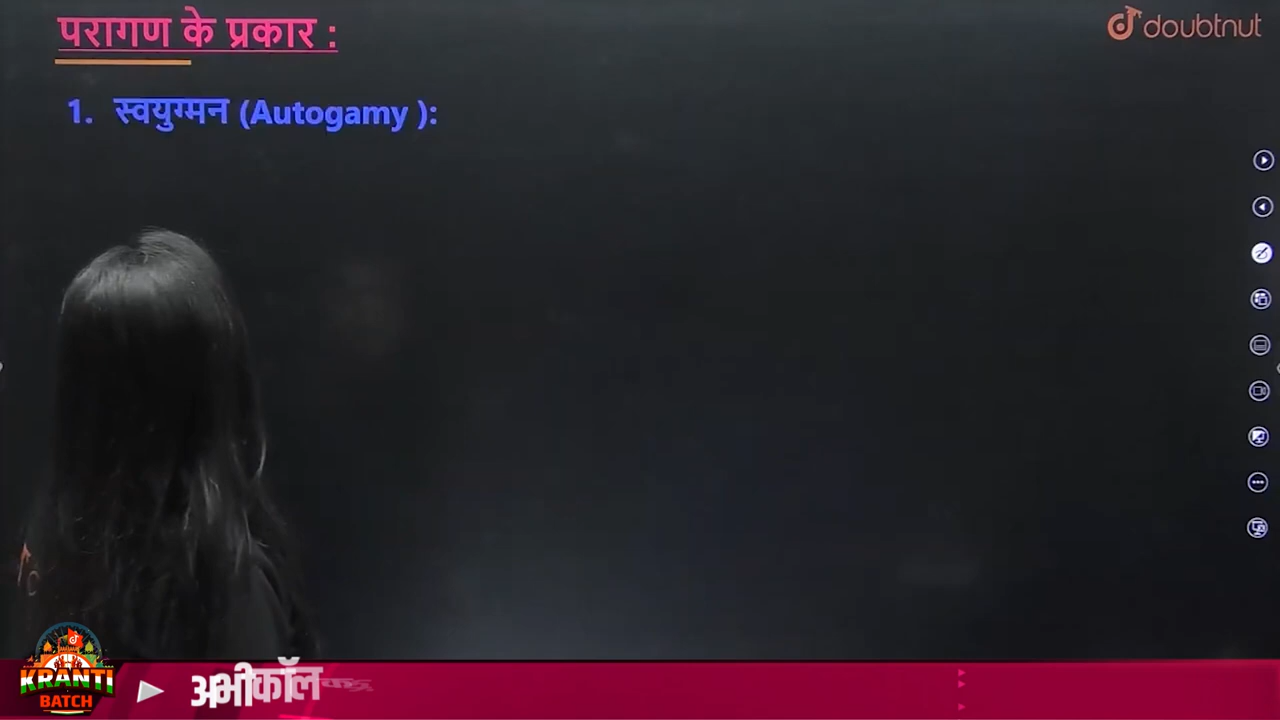 परागण के प्रकार :
doubtnut
1. स्वयुग्मन (Autogamy ):
KRANTI
BATCH
अभी कॉल